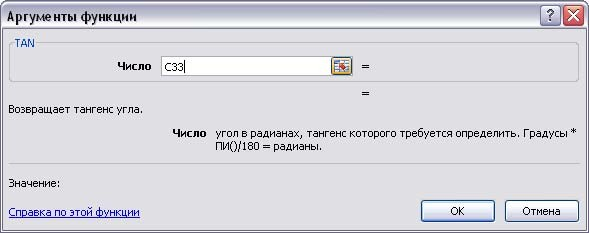 Аргументы функции
TAN
Число C33 =
=
Возвращает тангенс угла.
Число угол в радианах, тангенс которого требуется определить. Градусы *
ПИ()/180 = радианы.
Значение:
Справка по этой функции
ОК Отмена